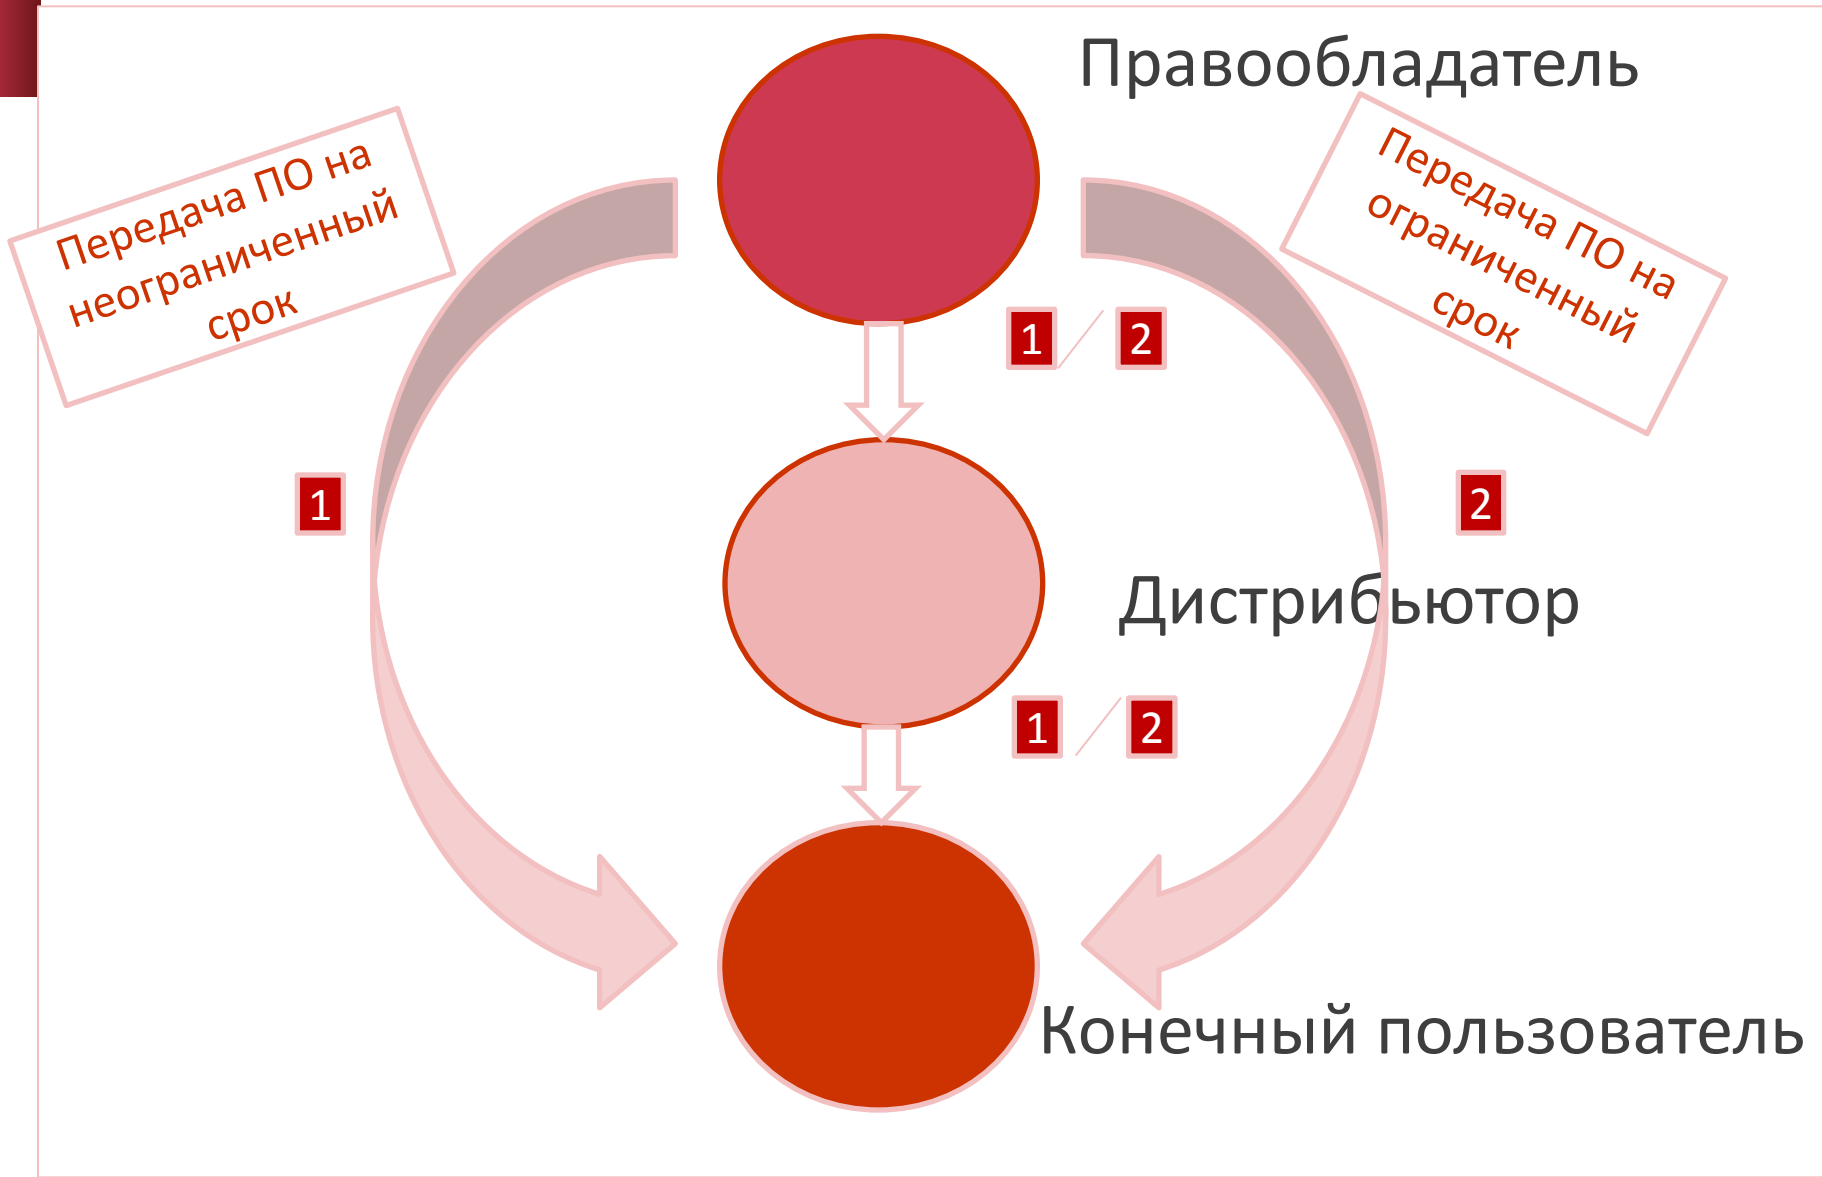 Правообладатель
Передача ПО на
неограниченный
срок
Передача ПО на
ограниченный
срок
1
2
1
2
Дистрибьютор
1
2
Конечный пользователь